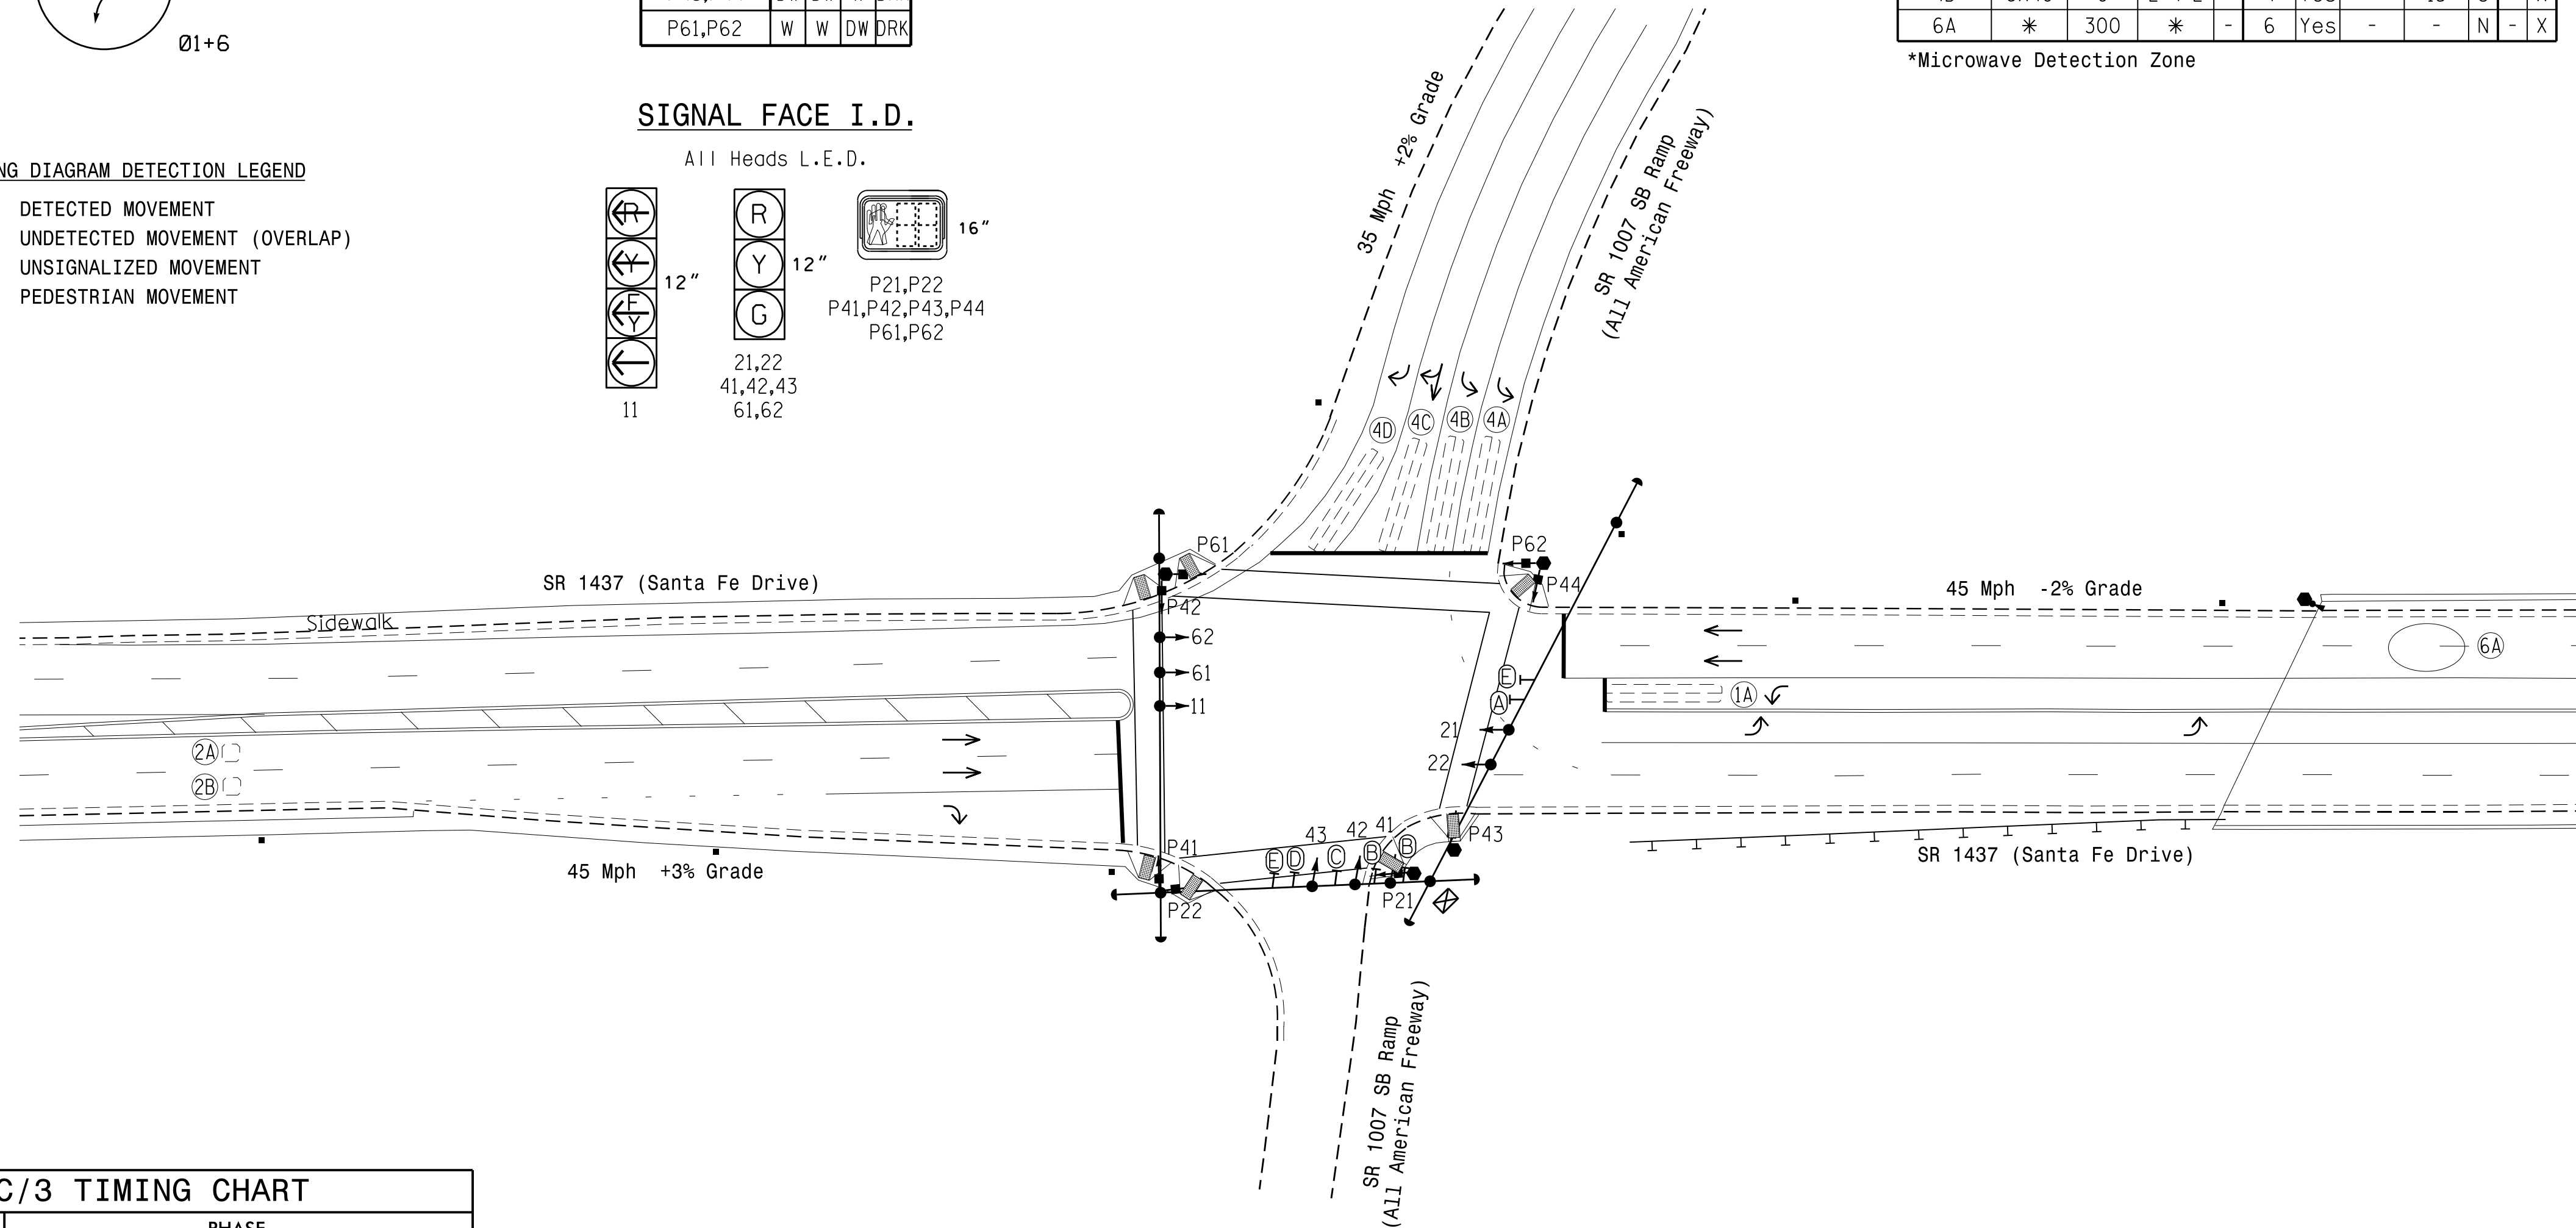 Ø1+6
P61,P62 W W DW DRK
6A * 300 * - 6 Yes - - N - X
*Microwave Detection Zone
SIGNAL FACE I.D.
All Heads L.E.D.
NG DIAGRAM DETECTION LEGEND
DETECTED MOVEMENT
UNDETECTED MOVEMENT (OVERLAP)
UNSIGNALIZED MOVEMENT
PEDESTRIAN MOVEMENT
R
Y
F
Y
12"
11
R
Y
G
12"
21,22
41,42,43
61,62
16"
P21,P22
P41,P42,P43,P44
P61,P62
35 Mph +2% Grade
SR 1007 SB Ramp
(All American Freeway)
4D
4C
4B
4A
P61
P62
P42
P44
SR 1437 (Santa Fe Drive)
Sidewalk
45 Mph -2% Grade
62
61
11
E
A
21
22
6A
1A
2A
2B
43
42
41
P43
P41
E
D
C
B
B
P22
P21
45 Mph +3% Grade
SR 1437 (Santa Fe Drive)
SR 1007 SB Ramp
(All American Freeway)
C/3 TIMING CHART
PHASE